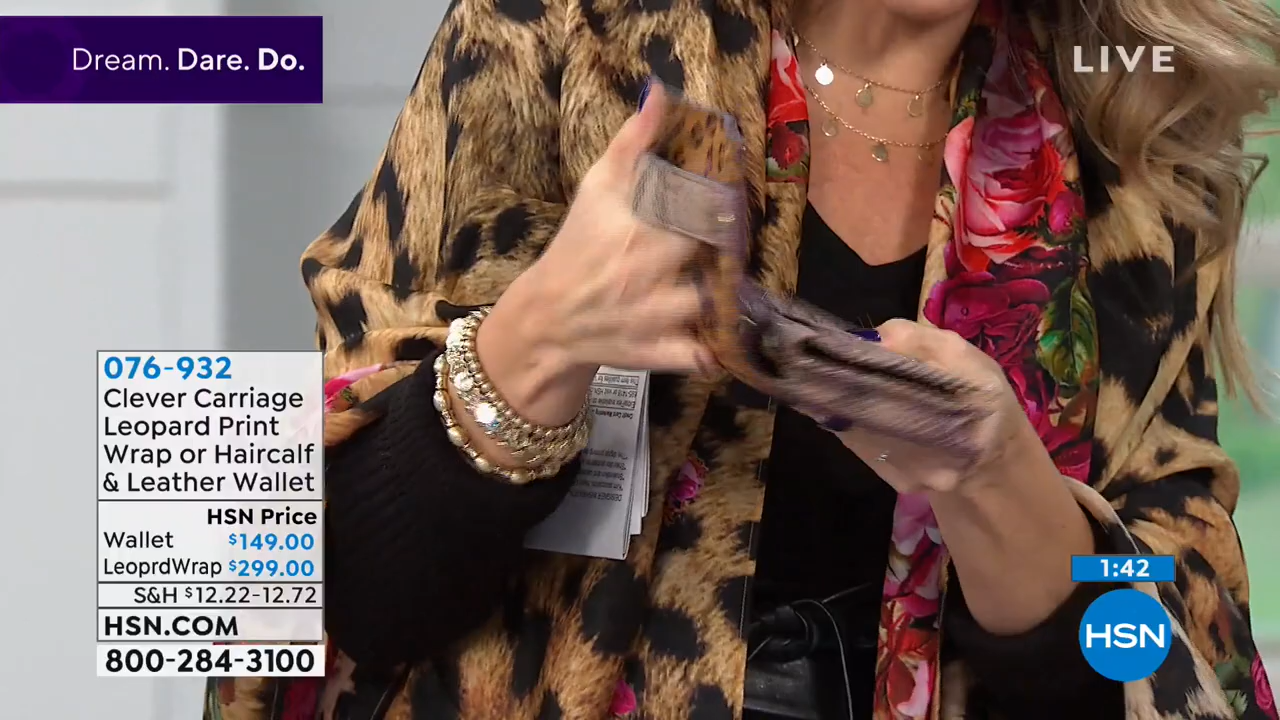 Dream. Dare. Do.
LIVE
076-932
Clever Carriage
Leopard Print
Wrap or Haircalf
& Leather Wallet
HSN Price
Wallet $149.00
LeoprdWrap $299.00
S&H $12.22-12.72
HSN.COM
800-284-3100
1:42
HSN